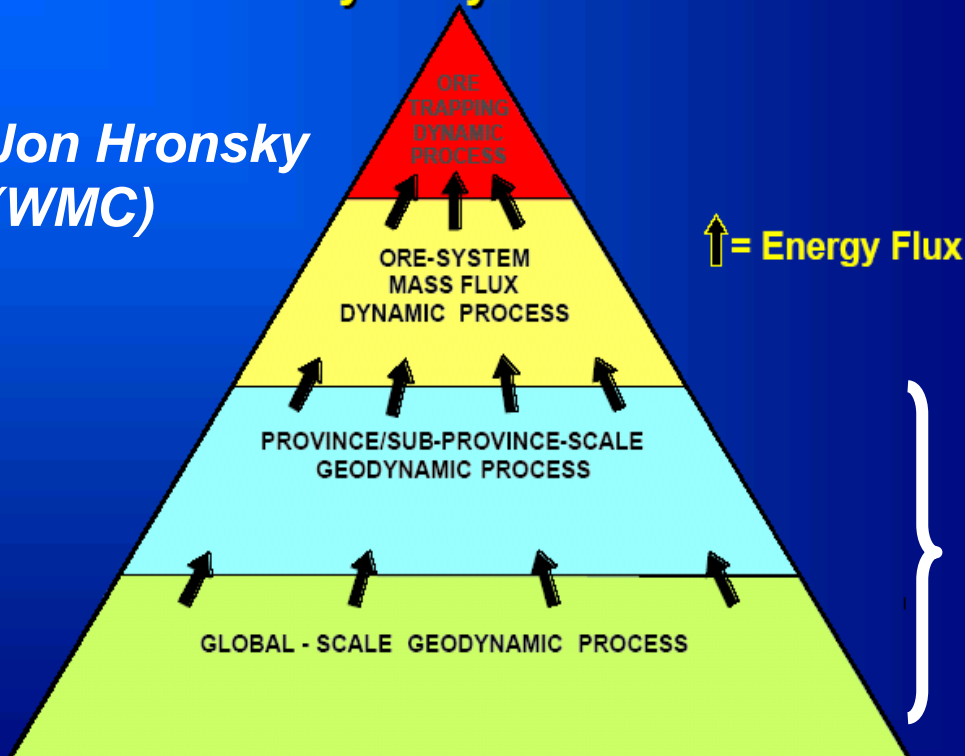 Jon Hronsky
(WMC)
ORE
TRAPPING
DYNAMIC
PROCESS
ORE-SYSTEM
MASS FLUX
DYNAMIC PROCESS
= Energy Flux
PROVINCE/SUB-PROVINCE-SCALE
GEODYNAMIC PROCESS
GLOBAL - SCALE GEODYNAMIC PROCESS